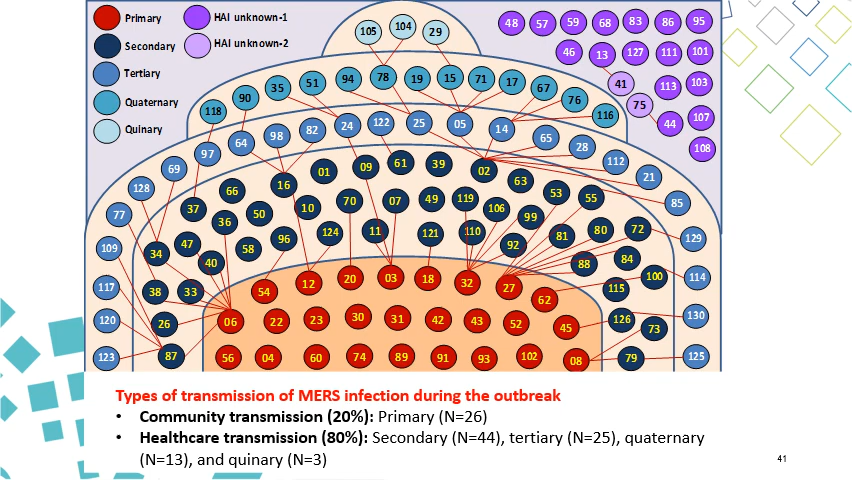 105 104 29
Primary
HAI unknown-1
48 57 59 68 83 86 95
Secondary
HAI unknown-2
46 13 127 111 101
Tertiary
35 51 94 78 19 15 71 17 67
41 113 103
Quaternary
118 90 76 116
75 44 107
Quinary
108
97 64 98 82 24 122 25 05 14 65 28 112
128 69 16 01 09 61 39 02 63 21 85
66 53 55
77 37 36 50 10 70 07 49 119 106 99
109 34 47 58 96 124 11 121 110 92 81 80 72 129
40 88 84
117 38 33 54 12 20 03 18 32 27 62 115 100 114
120 26 06 22 23 30 31 42 43 52 45 126 73 130
123 87 56 04 60 74 89 91 93 102 08 79 125
Types of transmission of MERS infection during the outbreak
• Community transmission (20%): Primary (N=26)
• Healthcare transmission (80%): Secondary (N=44), tertiary (N=25), quaternary
(N=13), and quinary (N=3)
41